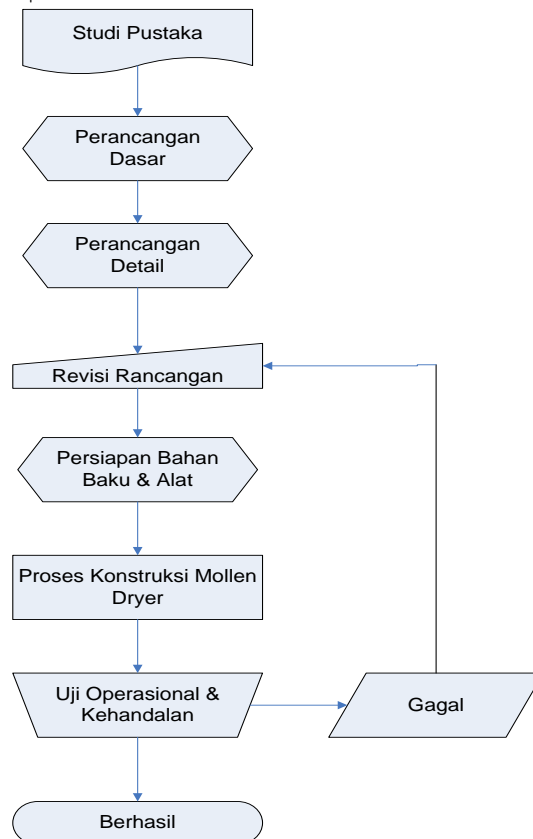 Studi Pustaka
Perancangan
Dasar
Perancangan
Detail
Revisi Rancangan
Persiapan Bahan
Baku & Alat
Proses Konstruksi Mollen
Dryer
Uji Operasional &
Kehandalan
Gagal
Berhasil